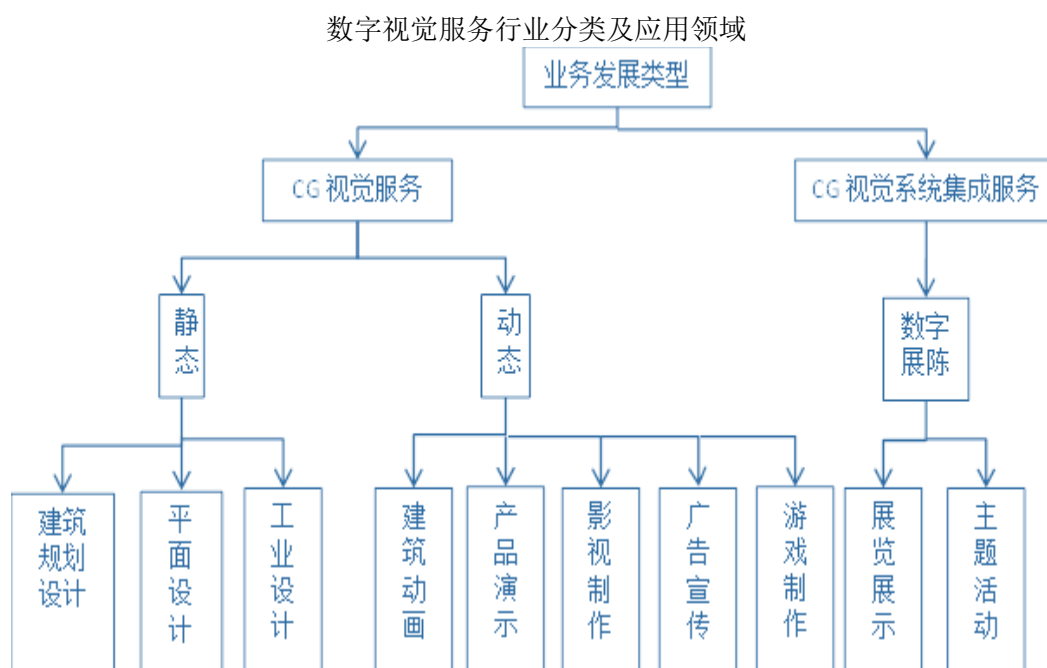 数字视觉服务行业分类及应用领域
业务发展类型
CG 视觉服务
CG 视觉系统集成服务
静
态
动
态
数字
展陈
建筑
规划
设计
平
面
设
计
工
业
设
计
建
筑
动
画
产
品
演
示
影
视
制
作
广
告
宣
传
游
戏
制
作
展
览
展
示
主
题
活
动